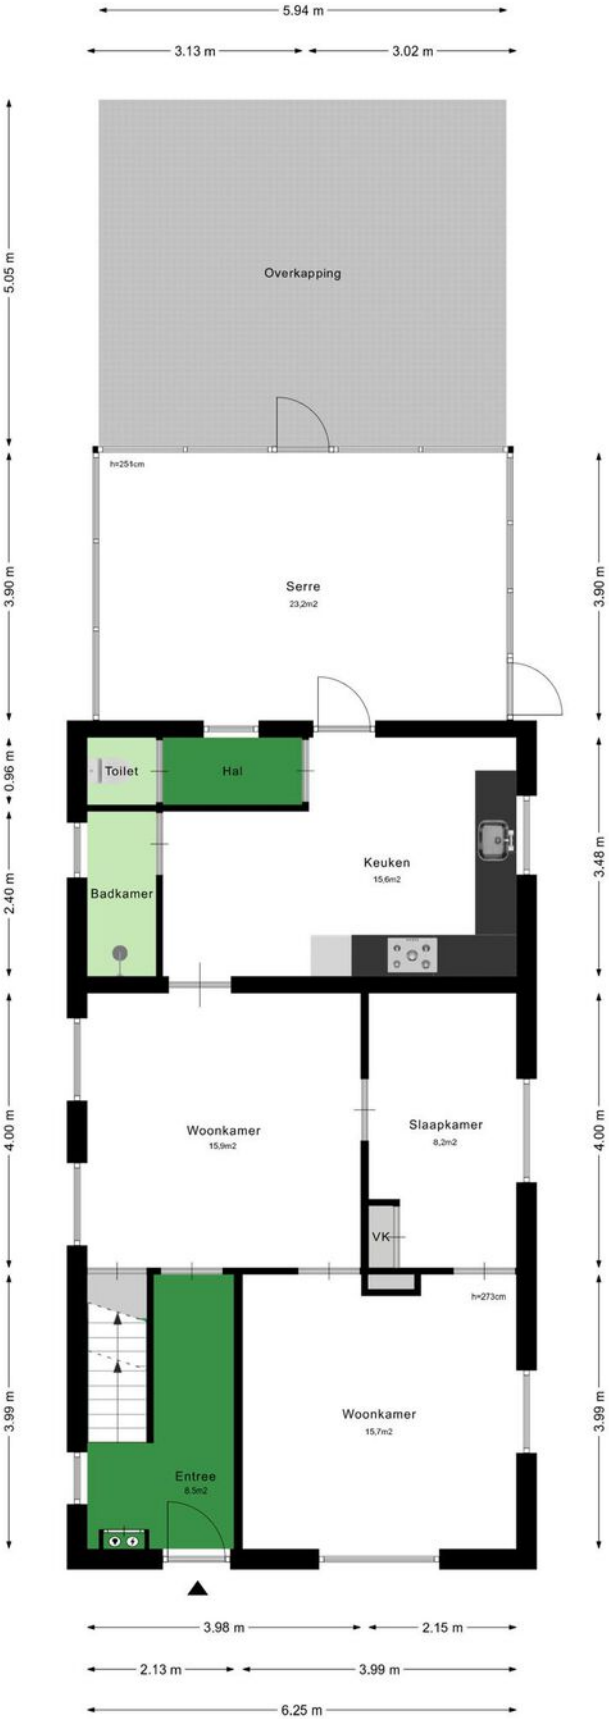 5.94 m
3.13 m
3.02 m
5.05 m
Overkapping
h=251cm
3.90 m
Serre
23,2m2
3.90 m
0.96 m
Toilet
Hal
3.48 m
2.40 m
Badkamer
Keuken
15,6m2
4.00 m
Woonkamer
15,9m2
Slaapkamer
8,2m2
4.00 m
VK
h=273cm
3.99 m
Woonkamer
15,7m2
3.99 m
Entree
8.5m2
3.98 m
2.15 m
2.13 m
3.99 m
6.25 m